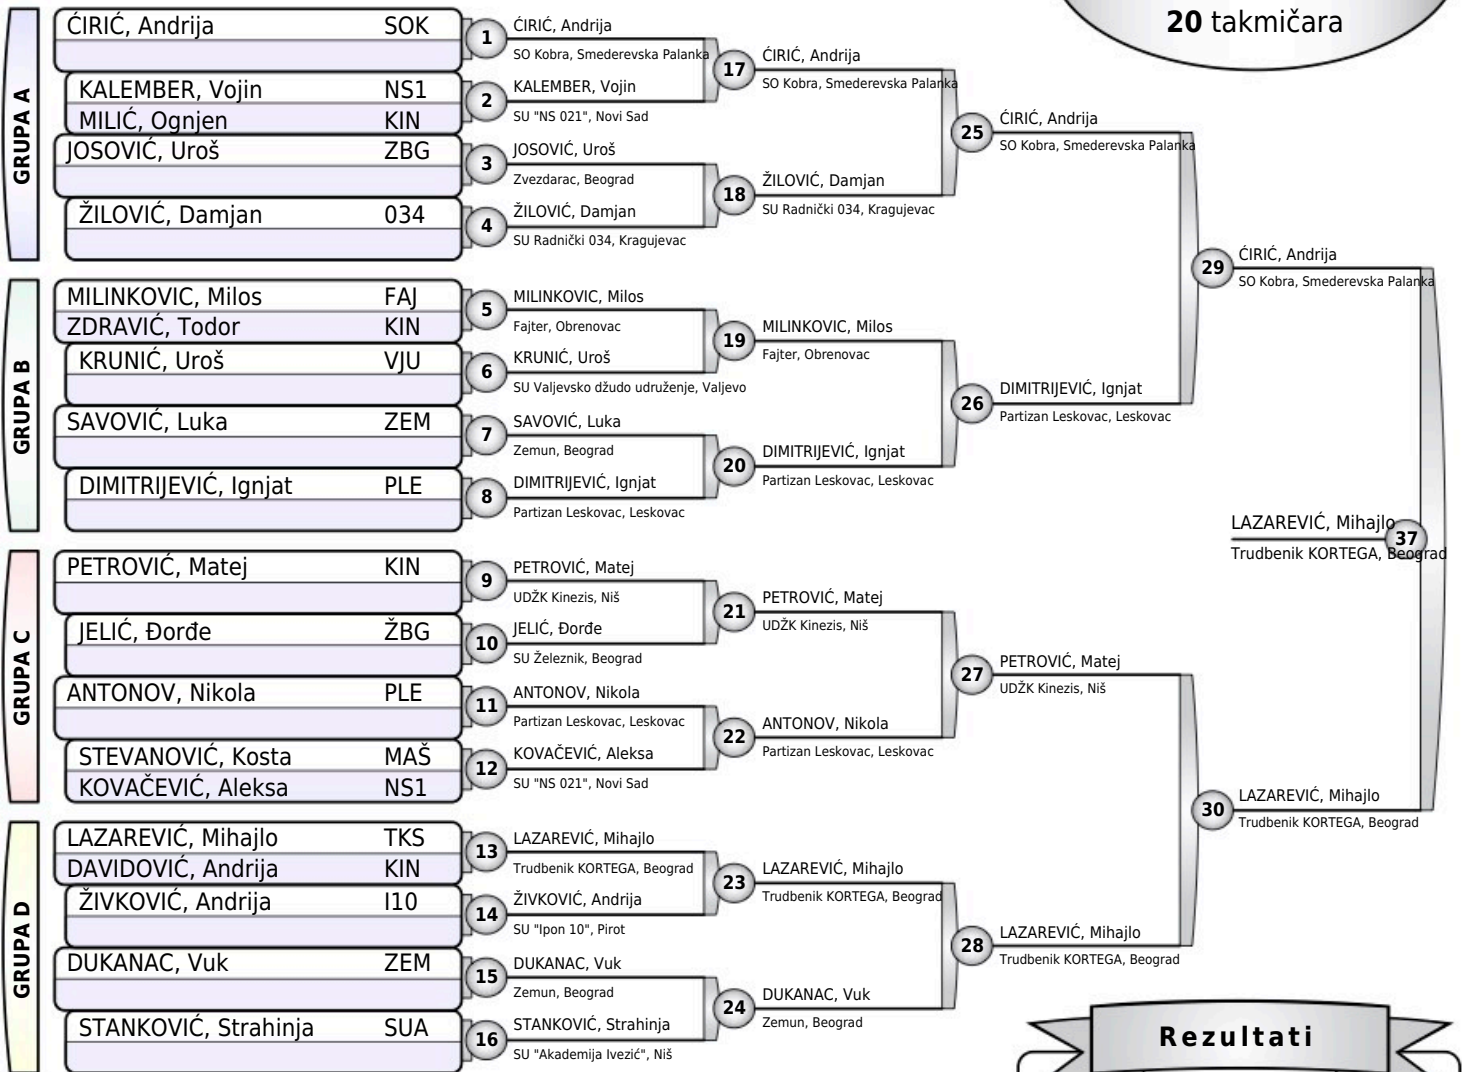 20 takmičara
GRUPA A
ĆIRIĆ, Andrija SOK
KALEMBER, Vojin NS1
MILIĆ, Ognjen KIN
JOSOVIĆ, Uroš ZBG
ŽILOVIĆ, Damjan 034
GRUPA B
MILINKOVIC, Milos FAJ
ZDRAVIĆ, Todor KIN
KRUNIĆ, Uroš VJU
SAVOVIĆ, Luka ZEM
DIMITRIJEVIĆ, Ignjat PLE
GRUPA C
PETROVIĆ, Matej KIN
JELIĆ, Đorđe ŽBG
ANTONOV, Nikola PLE
STEVANOVIĆ, Kosta MAŠ
KOVAČEVIĆ, Aleksa NS1
GRUPA D
LAZAREVIĆ, Mihajlo TKS
DAVIDOVIĆ, Andrija KIN
ŽIVKOVIĆ, Andrija I10
DUKANAC, Vuk ZEM
STANKOVIĆ, Strahinja SUA
1 ĆIRIĆ, Andrija
SO Kobra, Smederevska Palanka
2 KALEMBER, Vojin
SU "NS 021", Novi Sad
3 JOSOVIĆ, Uroš
Zvezdarac, Beograd
4 ŽILOVIĆ, Damjan
SU Radnički 034, Kragujevac
5 MILINKOVIC, Milos
Fajter, Obrenovac
6 KRUNIĆ, Uroš
SU Valjevsko džudo udruženje, Valjevo
7 SAVOVIĆ, Luka
Zemun, Beograd
8 DIMITRIJEVIĆ, Ignjat
Partizan Leskovac, Leskovac
9 PETROVIĆ, Matej
UDŽK Kinezis, Niš
10 JELIĆ, Đorđe
SU Železnik, Beograd
11 ANTONOV, Nikola
Partizan Leskovac, Leskovac
12 KOVAČEVIĆ, Aleksa
SU "NS 021", Novi Sad
13 LAZAREVIĆ, Mihajlo
Trudbenik KORTEGA, Beograd
14 ŽIVKOVIĆ, Andrija
SU "Ipon 10", Pirot
15 DUKANAC, Vuk
Zemun, Beograd
16 STANKOVIĆ, Strahinja
SU "Akademija Ivezić", Niš
17 ĆIRIĆ, Andrija
SO Kobra, Smederevska Palanka
18 ŽILOVIĆ, Damjan
SU Radnički 034, Kragujevac
19 MILINKOVIC, Milos
Fajter, Obrenovac
20 DIMITRIJEVIĆ, Ignjat
Partizan Leskovac, Leskovac
21 PETROVIĆ, Matej
UDŽK Kinezis, Niš
22 ANTONOV, Nikola
Partizan Leskovac, Leskovac
23 LAZAREVIĆ, Mihajlo
Trudbenik KORTEGA, Beograd
24 DUKANAC, Vuk
Zemun, Beograd
25 ĆIRIĆ, Andrija
SO Kobra, Smederevska Palanka
26 DIMITRIJEVIĆ, Ignjat
Partizan Leskovac, Leskovac
27 PETROVIĆ, Matej
UDŽK Kinezis, Niš
28 LAZAREVIĆ, Mihajlo
Trudbenik KORTEGA, Beograd
29 ĆIRIĆ, Andrija
SO Kobra, Smederevska Palanka
30 LAZAREVIĆ, Mihajlo
Trudbenik KORTEGA, Beograd
LAZAREVIĆ, Mihajlo 37
Trudbenik KORTEGA, Beograd
Rezultati